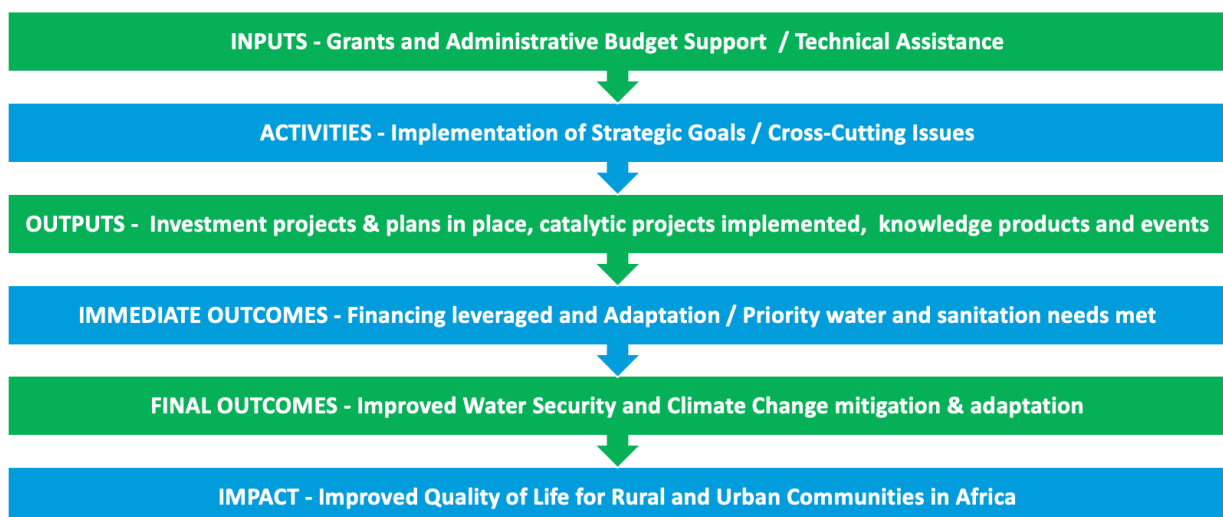 INPUTS - Grants and Administrative Budget Support / Technical Assistance
ACTIVITIES - Implementation of Strategic Goals / Cross-Cutting Issues
OUTPUTS - Investment projects & plans in place, catalytic projects implemented, knowledge products and events
IMMEDIATE OUTCOMES - Financing leveraged and Adaptation / Priority water and sanitation needs met
FINAL OUTCOMES - Improved Water Security and Climate Change mitigation & adaptation
IMPACT - Improved Quality of Life for Rural and Urban Communities in Africa